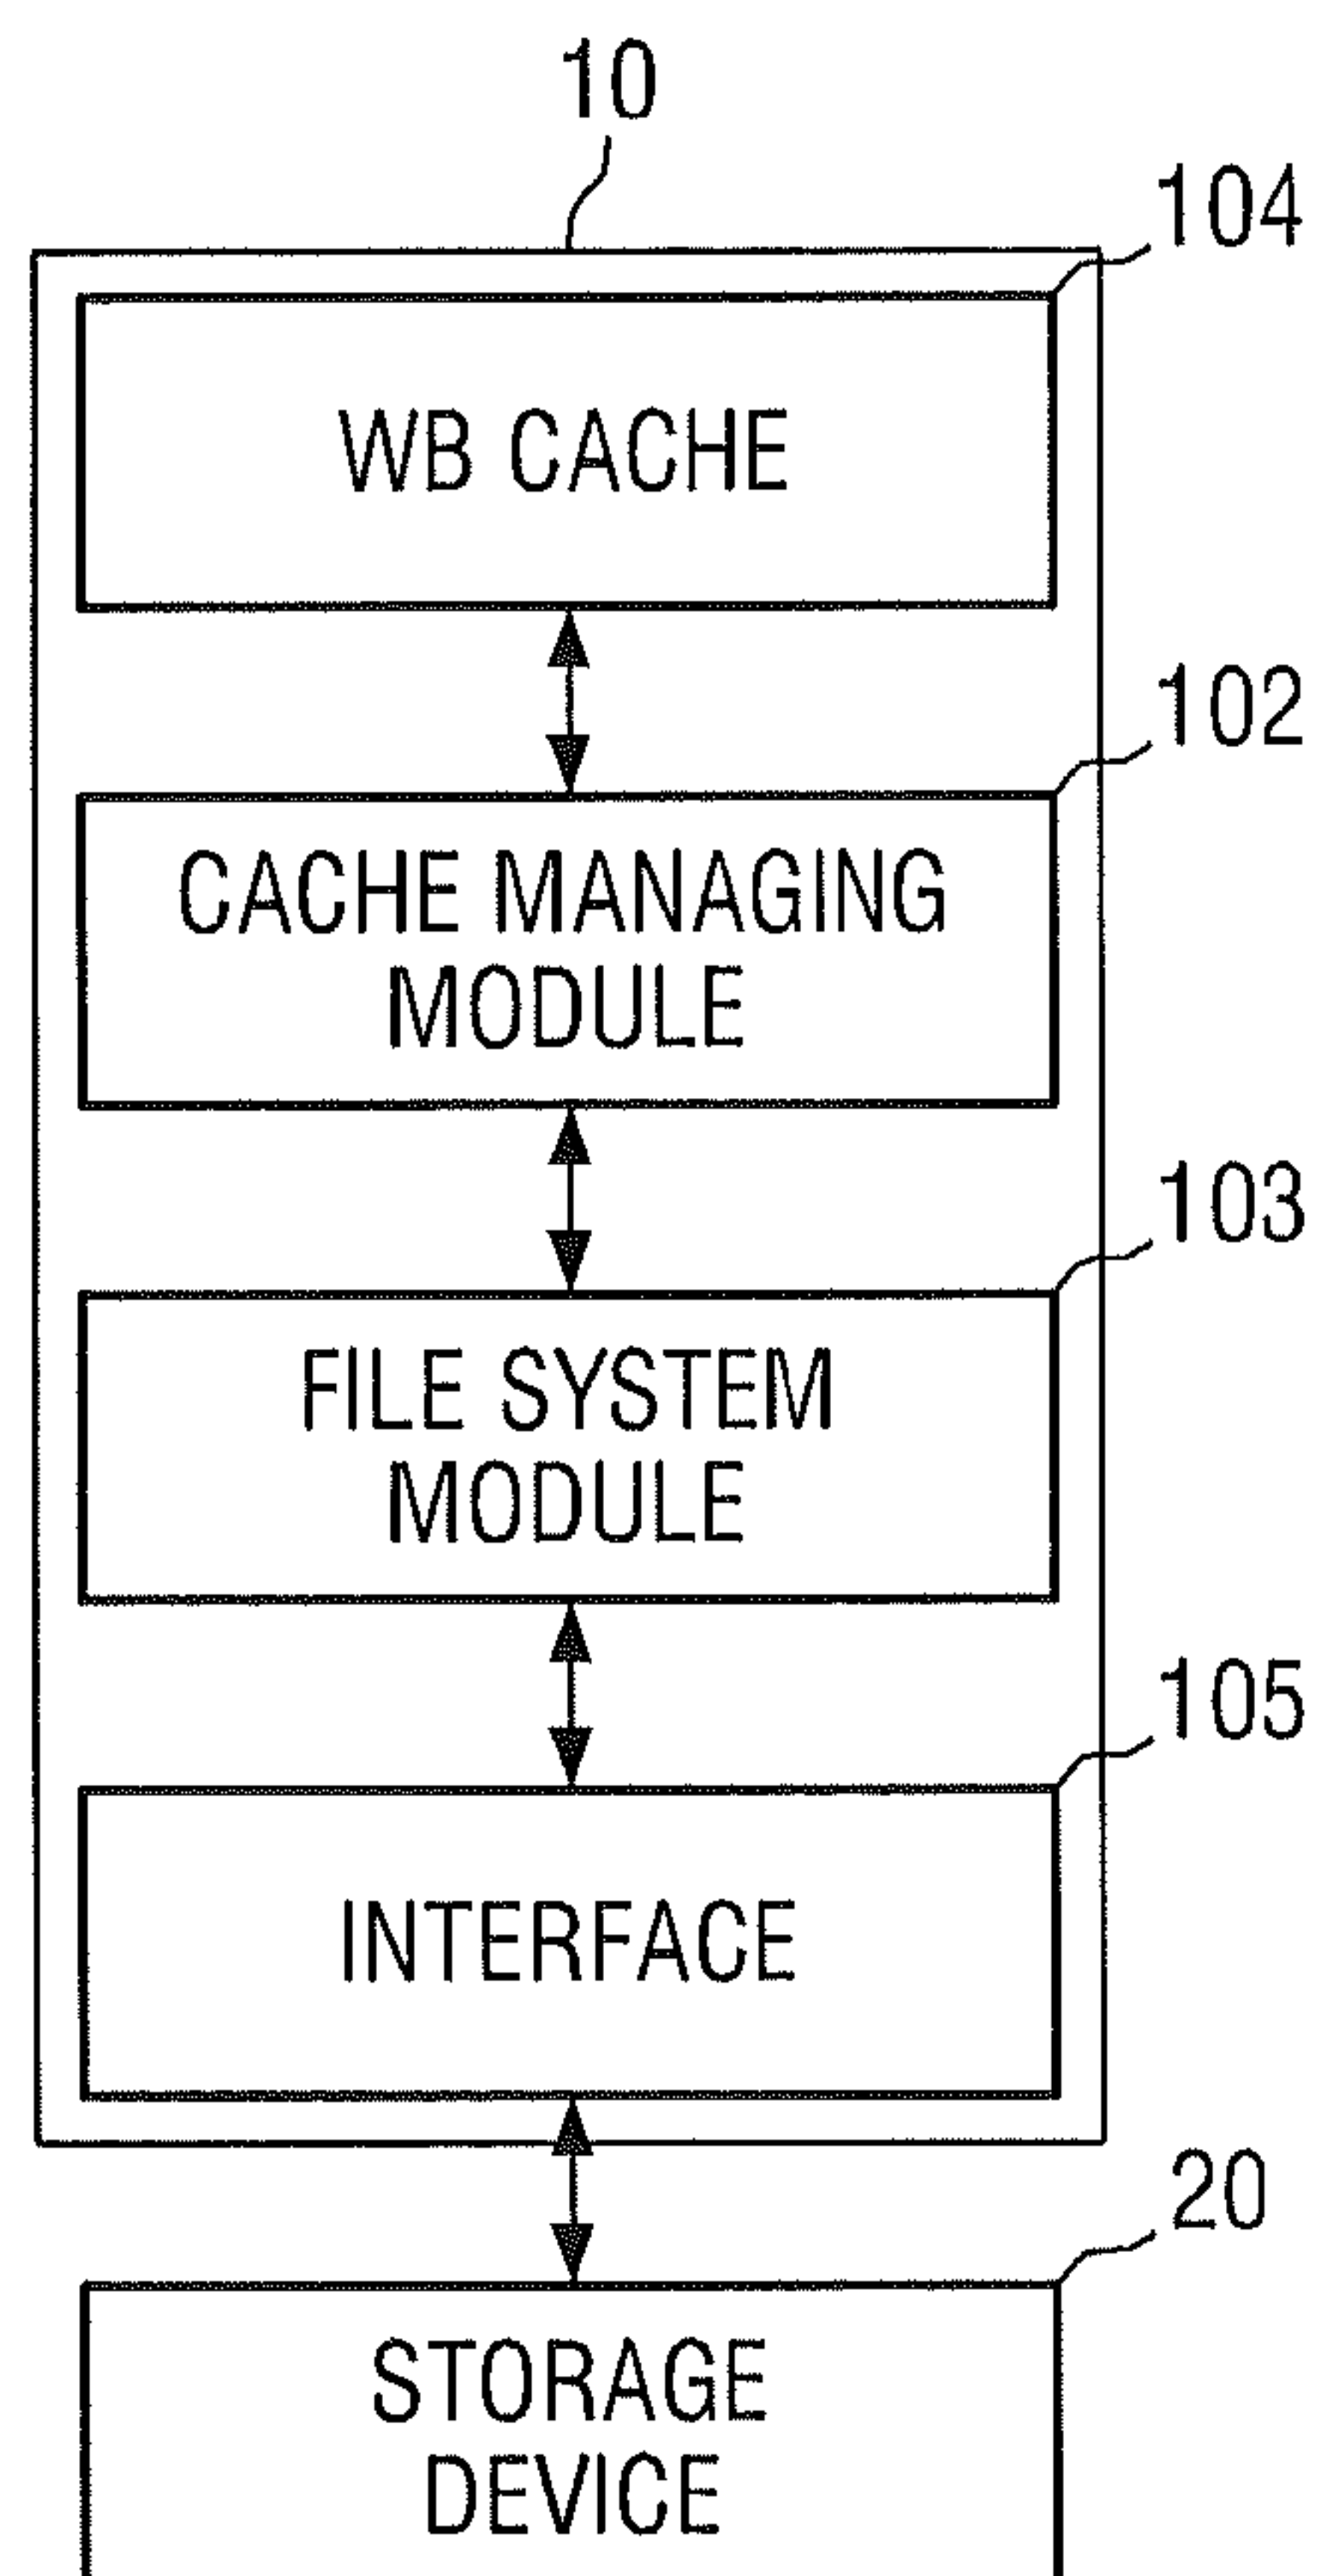 10
104
WB CACHE
102
CACHE MANAGING
MODULE
103
FILE SYSTEM
MODULE
105
INTERFACE
20
STORAGE
DEVICE